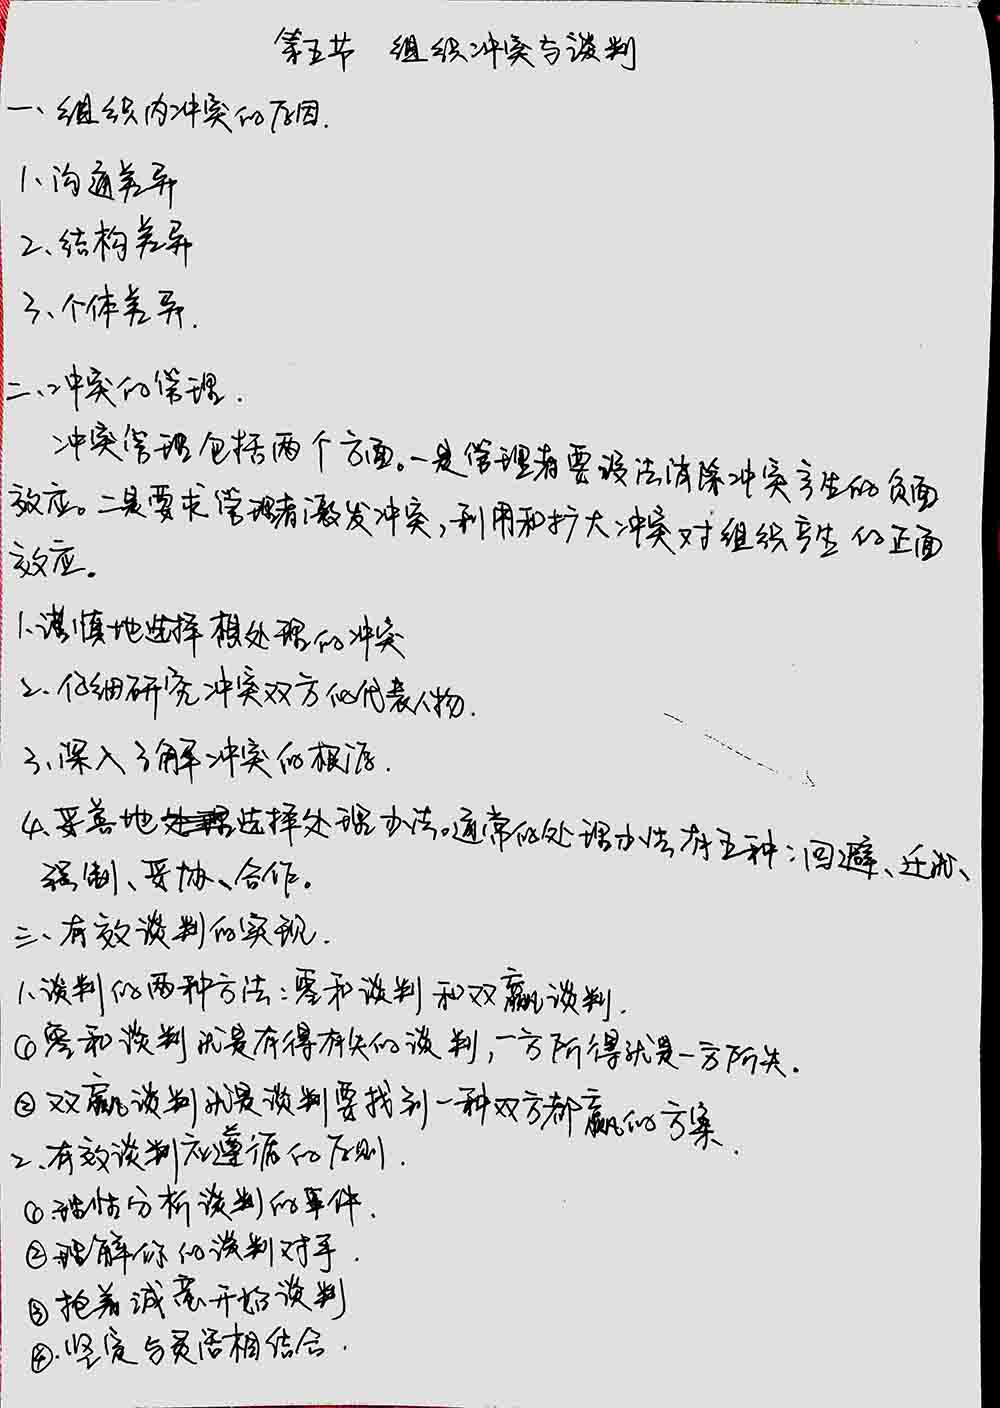 第五节 组织冲突与谈判
一、组织内冲突的原因.
1、沟通差异
2、结构差异
3、个体差异.
二、冲突的管理.
冲突管理包括两个方面。一是管理者要设法消除冲突产生的负面
效应。二是要求管理者激发冲突,利用和扩大冲突对组织产生的正面
效应。
1、谨慎地选择想处理的冲突
2、仔细研究冲突双方的代表人物.
3、深入了解冲突的根源.
4、妥善地选择处理办法。通常的处理办法有五种:回避、迁就、
强制、妥协、合作。
三、有效谈判的实现.
1、谈判的两种方法:零和谈判和双赢谈判.
①零和谈判就是有得有失的谈判,一方所得就是一方所失.
②双赢谈判就是谈判要找到一种双方都赢的方案.
2、有效谈判应遵循的原则.
①理性分析谈判的事件.
②理解你的谈判对手.
③抱着诚意开始谈判
④.坚定与灵活相结合.